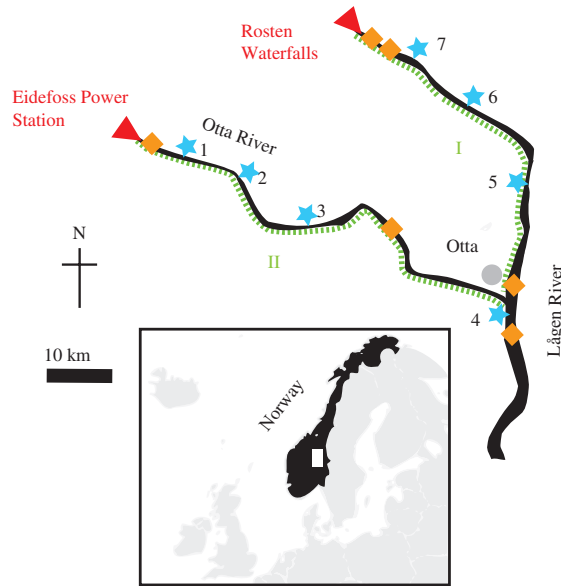 Rosten
Waterfalls
7
Eidefoss Power
Station
6
Otta River
1
I
2
5
3
N
Otta
II
4
Lågen River
10 km
Norway